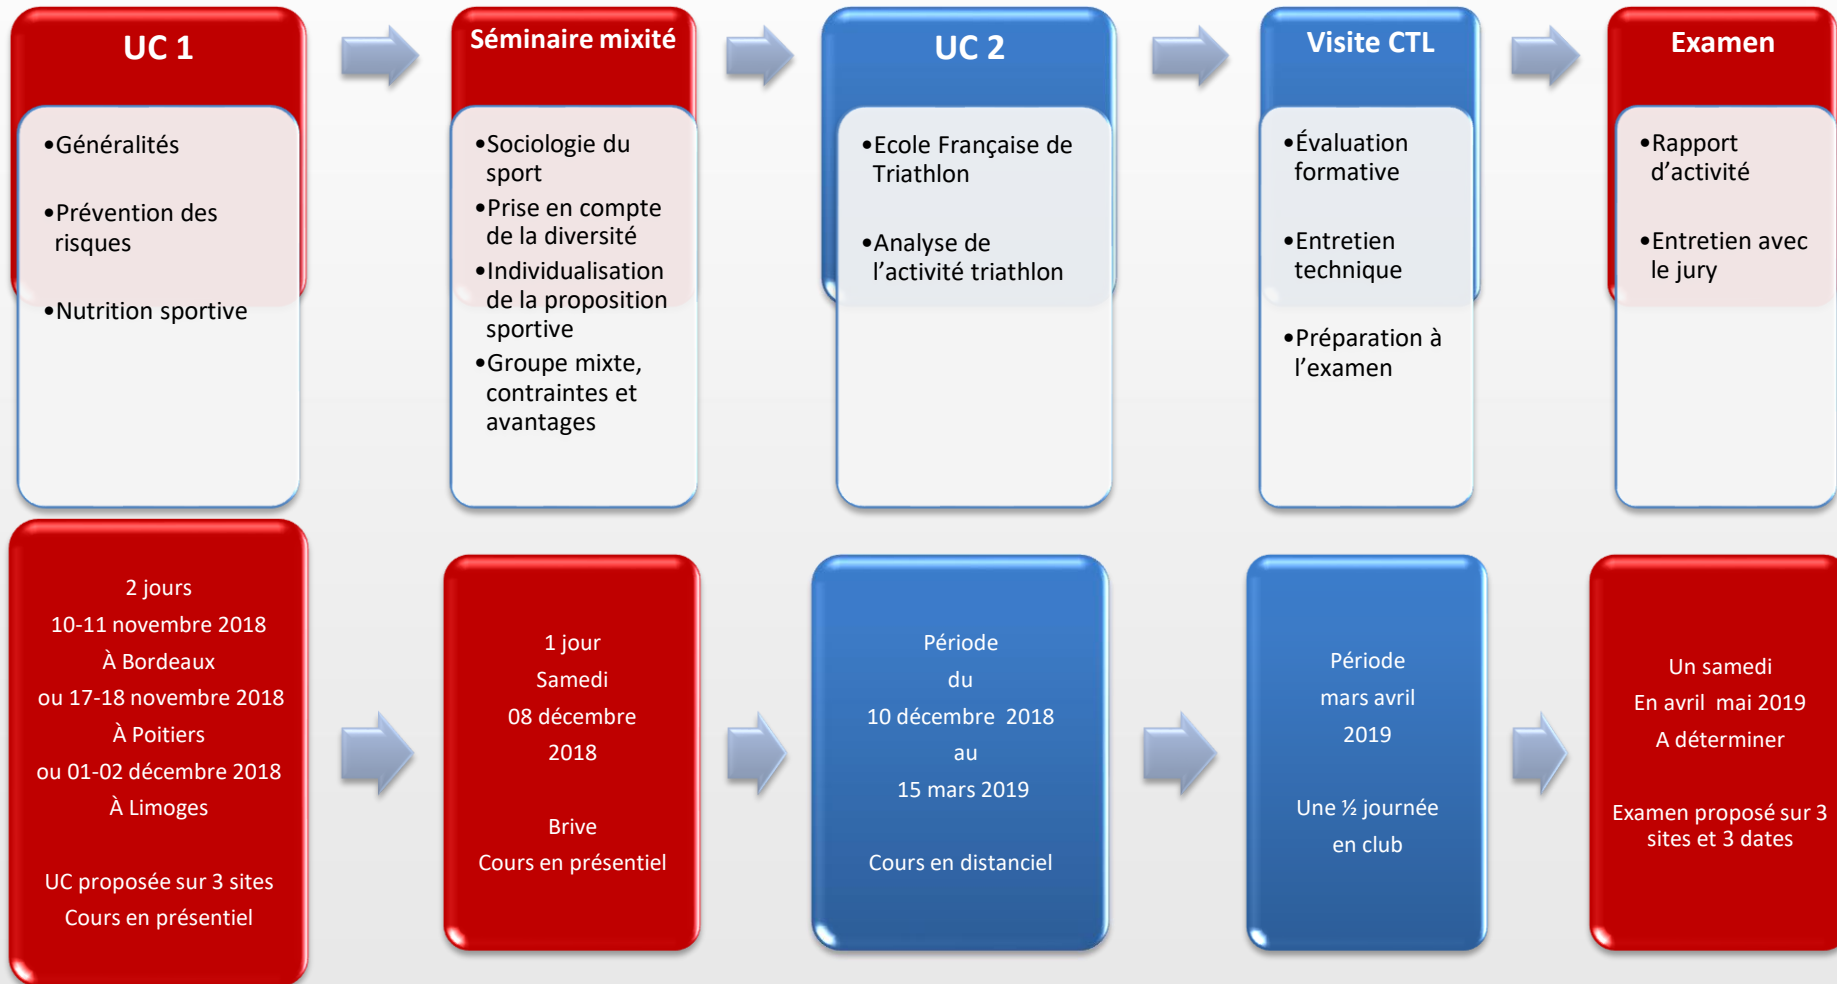 UC 1
•Généralités
•Prévention des
risques
•Nutrition sportive
Séminaire mixité
•Sociologie du
sport
•Prise en compte
de la diversité
•Individualisation
de la proposition
sportive
•Groupe mixte,
contraintes et
avantages
UC 2
•Ecole Française de
Triathlon
•Analyse de
l’activité triathlon
Visite CTL
•Évaluation
formative
•Entretien
technique
•Préparation à
l’examen
Examen
•Rapport
d’activité
•Entretien avec
le jury
2 jours
10-11 novembre 2018
À Bordeaux
ou 17-18 novembre 2018
À Poitiers
ou 01-02 décembre 2018
À Limoges
UC proposée sur 3 sites
Cours en présentiel
1 jour
Samedi
08 décembre
2018
Brive
Cours en présentiel
Période
du
10 décembre 2018
au
15 mars 2019
Cours en distanciel
Période
mars avril
2019
Une ½ journée
en club
Un samedi
En avril mai 2019
A déterminer
Examen proposé sur 3
sites et 3 dates